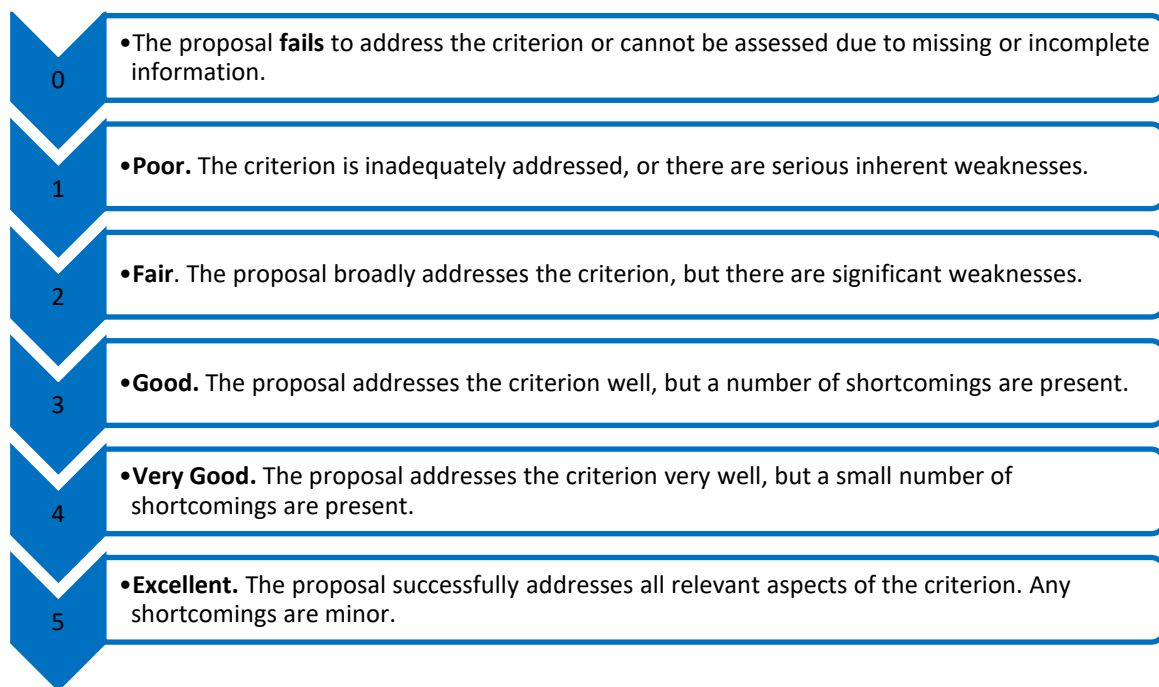 0
•The proposal fails to address the criterion or cannot be assessed due to missing or incomplete
information.
1
•Poor. The criterion is inadequately addressed, or there are serious inherent weaknesses.
2
•Fair. The proposal broadly addresses the criterion, but there are significant weaknesses.
3
•Good. The proposal addresses the criterion well, but a number of shortcomings are present.
4
•Very Good. The proposal addresses the criterion very well, but a small number of
shortcomings are present.
5
•Excellent. The proposal successfully addresses all relevant aspects of the criterion. Any
shortcomings are minor.